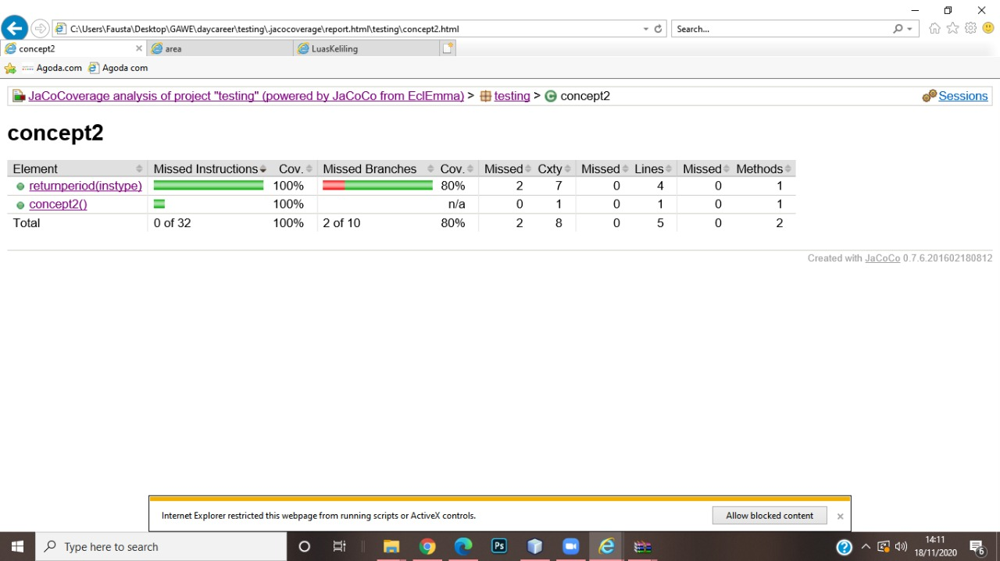 C:\Users\Fausta\Desktop\GAWE\daycareer\testing\.jacocoverage\report.html\testing\concept2.html
Search...
concept2
area
LuasKeliling
Agoda.com
Agoda com
JaCoCoverage analysis of project "testing" (powered by JaCoCo from EclEmma) > testing > concept2
Sessions
concept2
Element Missed Instructions Cov. Missed Branches Cov. Missed Cxty Missed Lines Missed Methods
returnperiod(instype) 100% 80% 2 7 0 4 0 1
concept2() 100% n/a 0 1 0 1 0 1
Total 0 of 32 100% 2 of 10 80% 2 8 0 5 0 2
Created with JaCoCo 0.7.6.201602180812
Internet Explorer restricted this webpage from running scripts or ActiveX controls.
Allow blocked content
Type here to search
Ps
14:11
18/11/2020
6